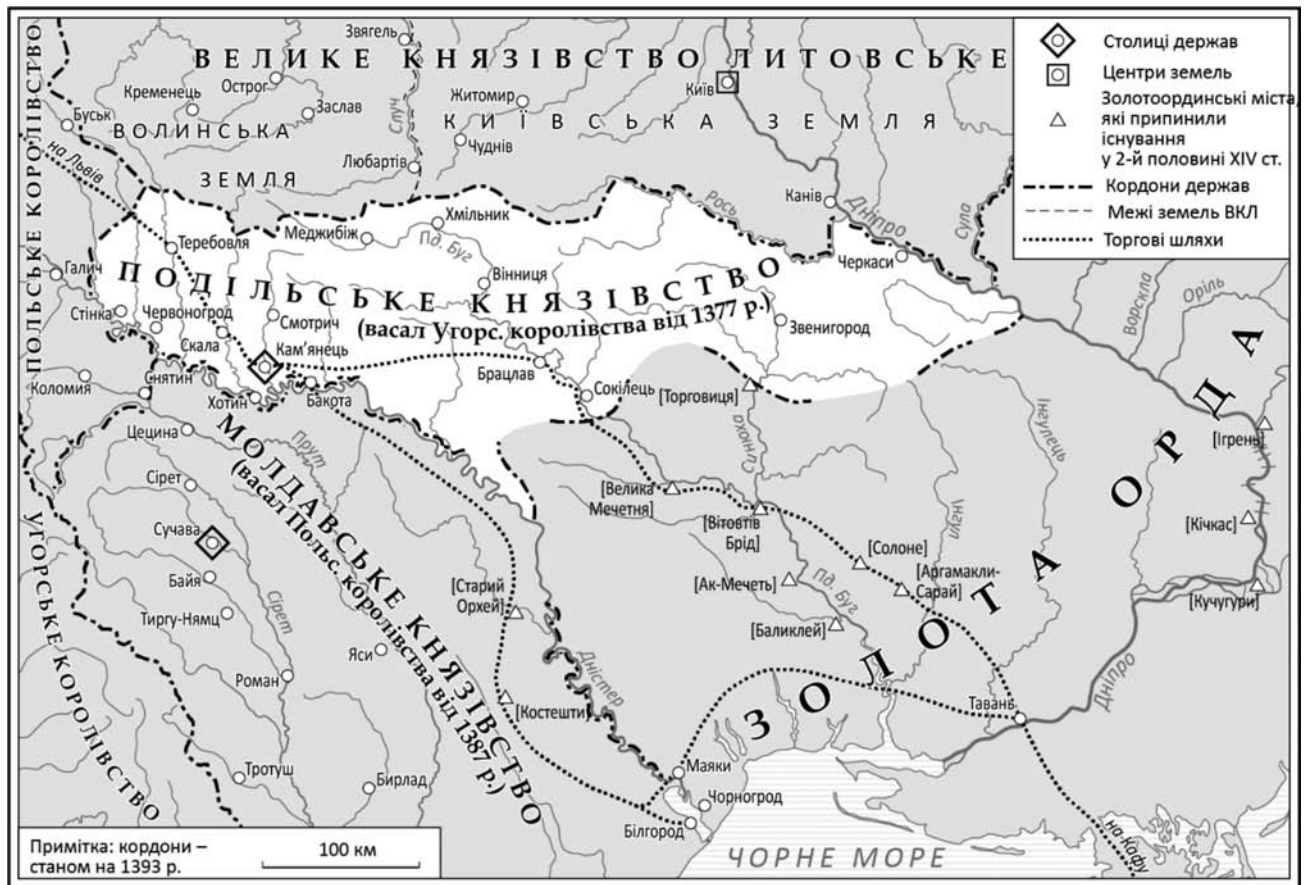 ВЕЛИКЕ КНЯЗІВСТВО ЛИТОВСЬКЕ
Звягель
Острог
Кременець
Заслав
Буськ
ВОЛИНСЬКА
ЗЕМЛЯ
Случ
Житомир
Київ
КИЇВСЬКА ЗЕМЛЯ
Чуднів
Любартів
на Львів
ПОЛЬСЬКЕ КОРОЛІВСТВО
Канів
Рось
Дніпро
Сула
Хмільник
Меджибіж
Пд. Буг
Теребовля
Черкаси
Ворскла
Оріль
Галич
Вінниця
ПОДІЛЬСЬКЕ КНЯЗІВСТВО
(васал Угорс. королівства від 1377 р.)
Стінка
Червоногрод
Смотрич
Звенигород
Скала
Кам’янець
Брацлав
Коломия
Снятин
Хотин
Бакота
Сокілець
[Торговиця]
Цецина
МОЛДАВСЬКЕ КНЯЗІВСТВО
(васал Польс. королівства від 1387 р.)
Прут
Синюха
Інгулець
[Ігрень]
Сірет
[Велика
Мечетня]
[Вітовтів
Брід]
Інгул
[Кічкас]
Сучава
[Солоне]
Байя
[Старий
Орхей]
[Ак-Мечеть]
Пд. Буг
[Аргамакли-
Сарай]
[Кучугури]
Тиргу-Нямц
Сірет
[Баликлей]
Яси
Дністер
ЗОЛОТА ОРДА
Роман
[Костешти]
Тавань
Дніпро
УГОРСЬКЕ КОРОЛІВСТВО
Тротуш
Бирлад
Маяки
Чорногрод
Білгород
на Кафу
ЧОРНЕ МОРЕ
Столиці держав
Центри земель
Золотоординські міста,
які припинили
існування
у 2-й половині XIV ст.
Кордони держав
Межі земель ВКЛ
Торгові шляхи
Примітка: кордони –
станом на 1393 р.
100 км